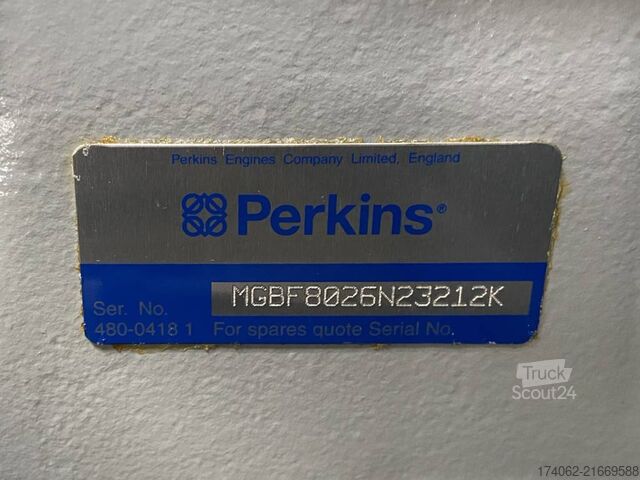 Perkins Engines Company Limited, England
Perkins®
Ser. No. MGBF8026N23212K
480-0418 1 For spares quote Serial No.
Truck
Scout24
174062-21669588